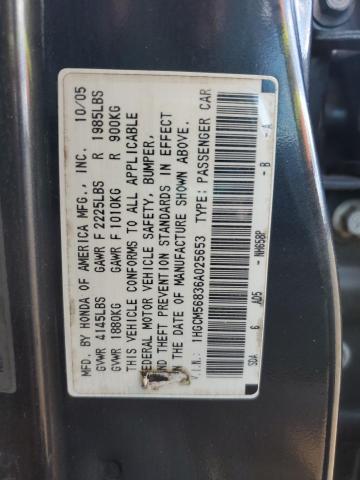 MFD. BY HONDA OF AMERICA MFG., INC. 10/05
GVWR 4145LBS GAWR F 2225LBS R 1985LBS
GVWR 1880KG GAWR F 1010KG R 900KG
THIS VEHICLE CONFORMS TO ALL APPLICABLE
FEDERAL MOTOR VEHICLE SAFETY, BUMPER,
AND THEFT PREVENTION STANDARDS IN EFFECT
ON THE DATE OF MANUFACTURE SHOWN ABOVE.
V.I.N.: 1HGCM56836A025653 TYPE: PASSENGER CAR
SDA 6 AD5 - NH658P - B - A